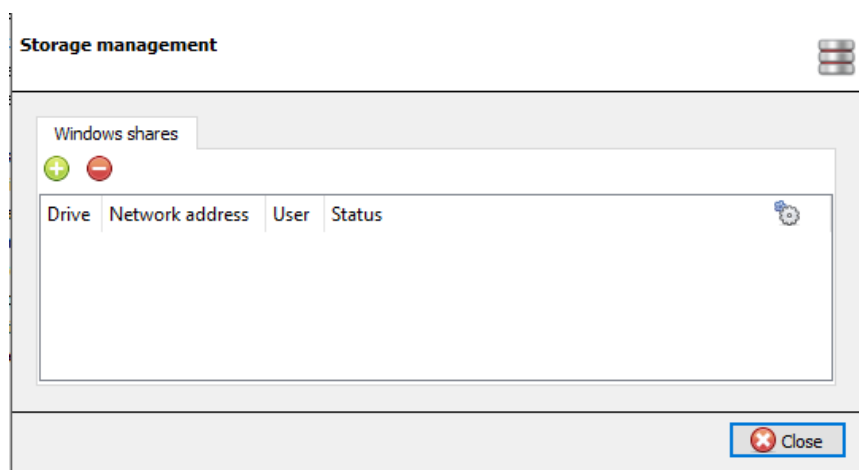 Storage management
Windows shares
Drive Network address User Status
Close